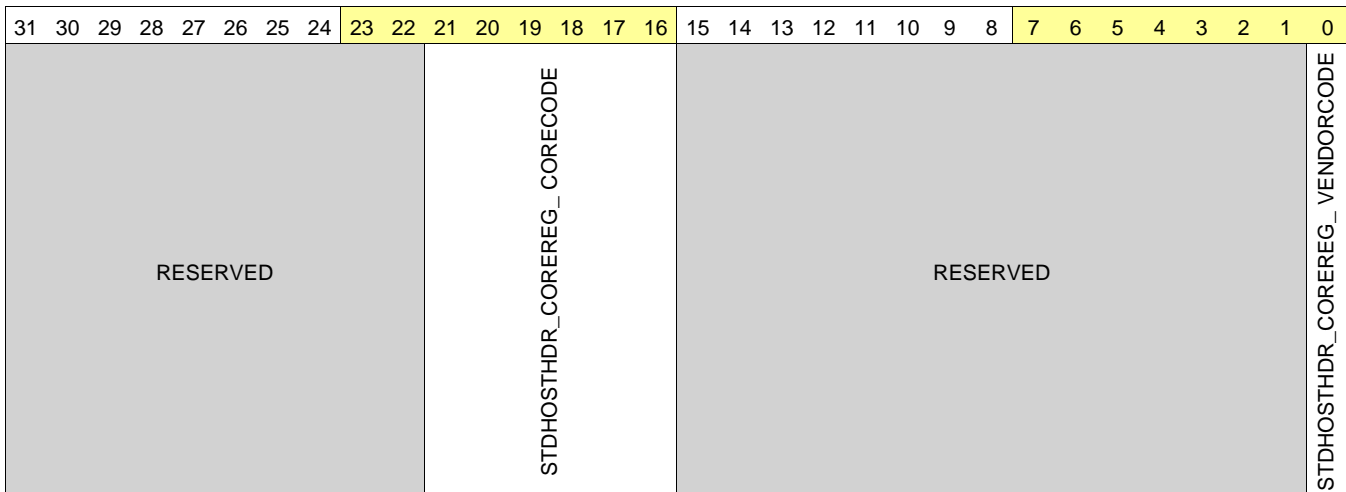 31 30 29 28 27 26 25 24 23 22 21 20 19 18 17 16 15 14 13 12 11 10 9 8 7 6 5 4 3 2 1 0
RESERVED
STDHOSTHDR_COREREG_ CORECODE
RESERVED
STDHOSTHDR_COREREG_ VENDORCODE